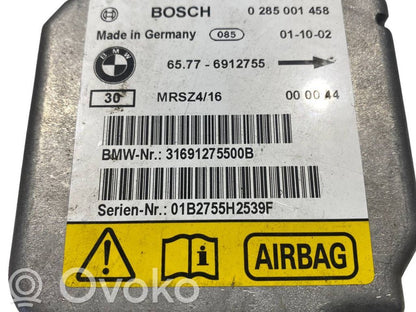 BOSCH 0 285 001 458
Made in Germany 085 01-10-02
BMW 65.77 - 6912755
30 MRSZ4/16 00 00 44
BMW-Nr.: 31691275500B
Serien-Nr.: 01B2755H2539F
! i AIRBAG
© Ovoko